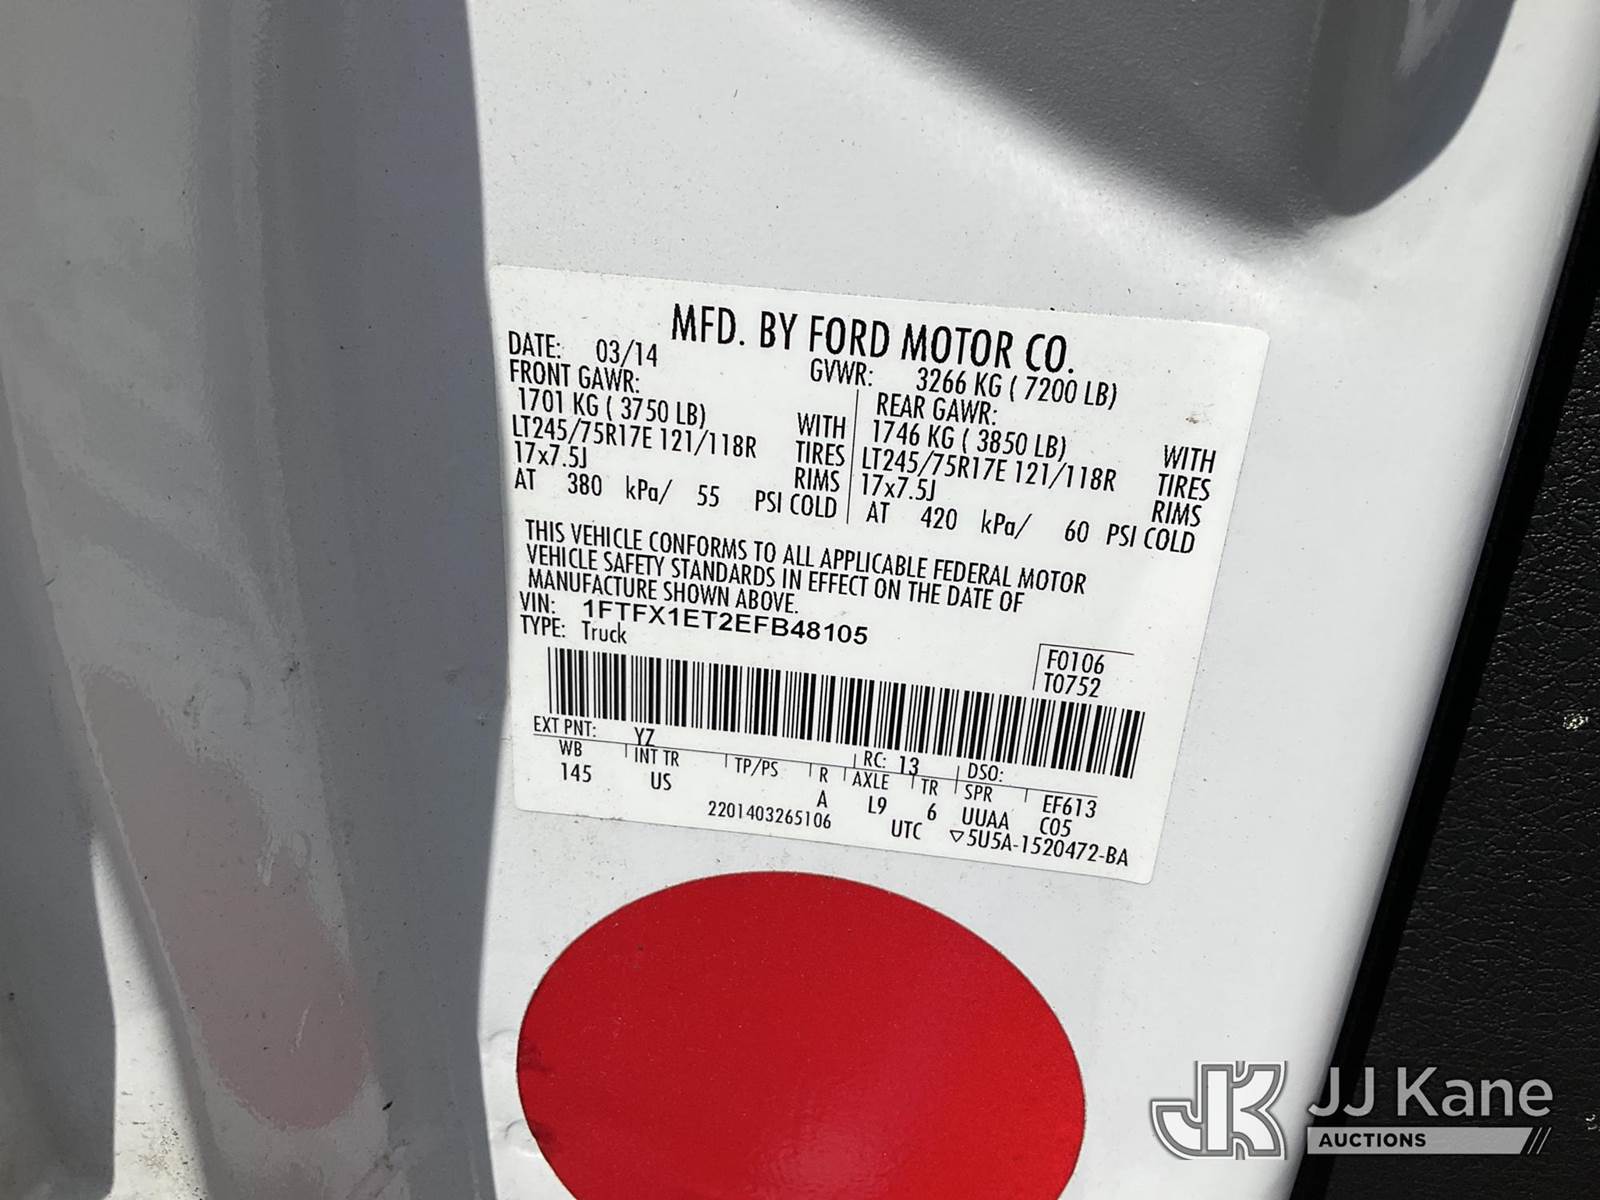 MFD. BY FORD MOTOR CO.
DATE: 03/14 GVWR: 3266 KG ( 7200 LB)
FRONT GAWR: REAR GAWR:
1701 KG ( 3750 LB) WITH 1746 KG ( 3850 LB) WITH
LT245/75R17E 121/118R TIRES LT245/75R17E 121/118R TIRES
17x7.5J RIMS 17x7.5J RIMS
AT 380 kPa/ 55 PSI COLD AT 420 kPa/ 60 PSI COLD
THIS VEHICLE CONFORMS TO ALL APPLICABLE FEDERAL MOTOR
VEHICLE SAFETY STANDARDS IN EFFECT ON THE DATE OF
MANUFACTURE SHOWN ABOVE.
VIN: 1FTFX1ET2EFB48105
TYPE: Truck
F0106
T0752
EXT PNT: YZ RC: 13 DSO:
WB INT TR TP/PS R AXLE TR SPR EF613
145 US A L9 6 UUAA C05
2201403265106 UTC ▽5U5A-1520472-BA
JK JJ Kane
AUCTIONS